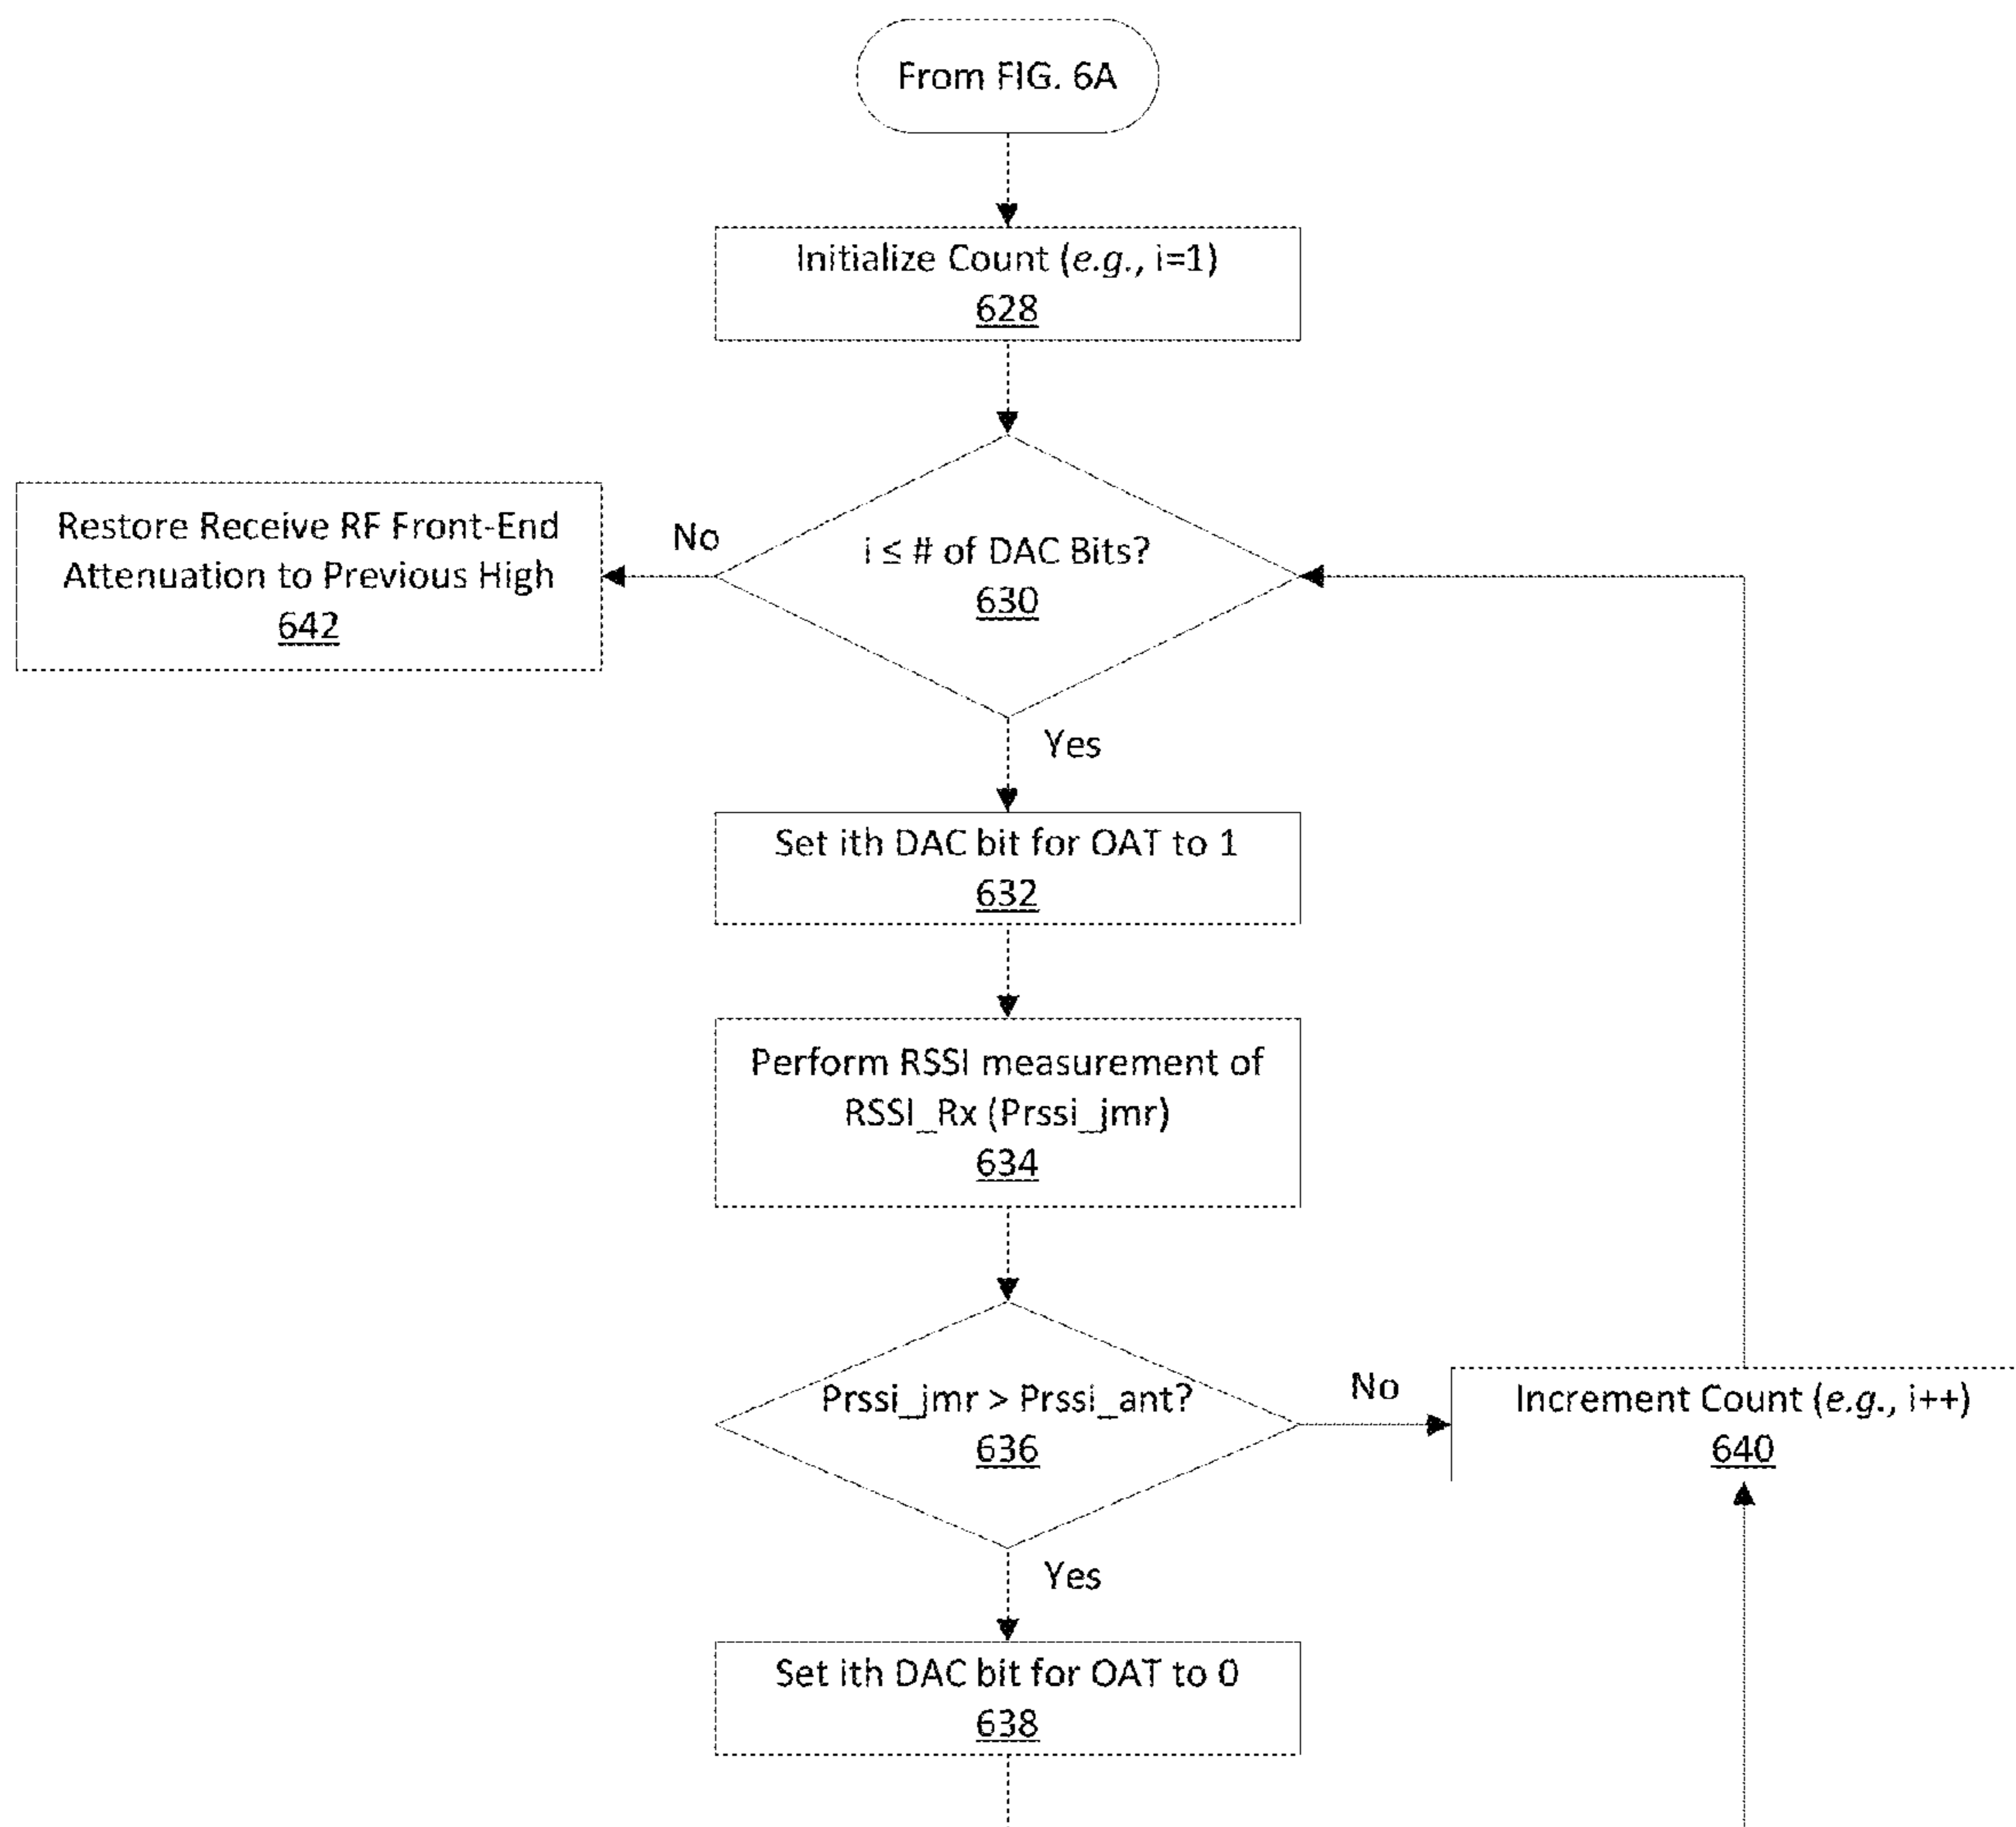 From FIG. 6A
Initialize Count (e.g., i=1)
628
i ≤ # of DAC Bits?
630
No
Restore Receive RF Front-End
Attenuation to Previous High
642
Yes
Set ith DAC bit for OAT to 1
632
Perform RSSI measurement of
RSSI_Rx (Prssi_jmr)
634
Prssi_jmr > Prssi_ant?
636
No
Increment Count (e.g., i++)
640
Yes
Set ith DAC bit for OAT to 0
638